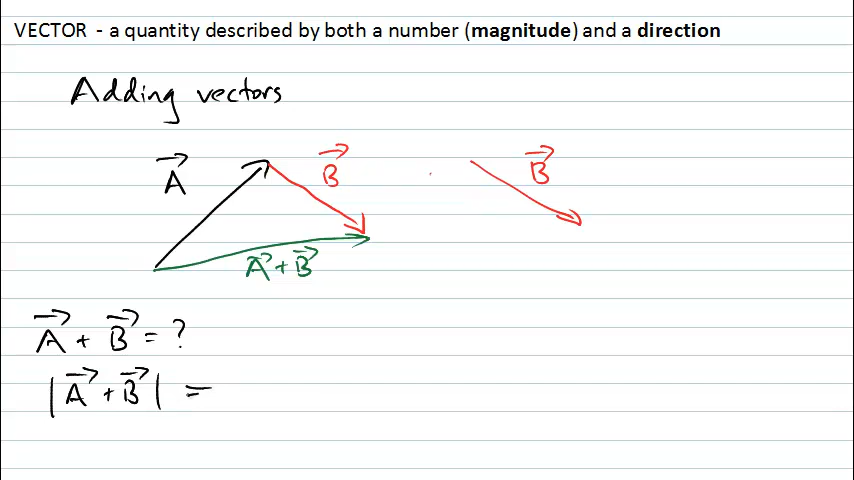 VECTOR - a quantity described by both a number (magnitude) and a direction
Adding vectors
A⃗ B⃗ B⃗
A⃗ + B⃗
A⃗ + B⃗ = ?
|A⃗ + B⃗| =